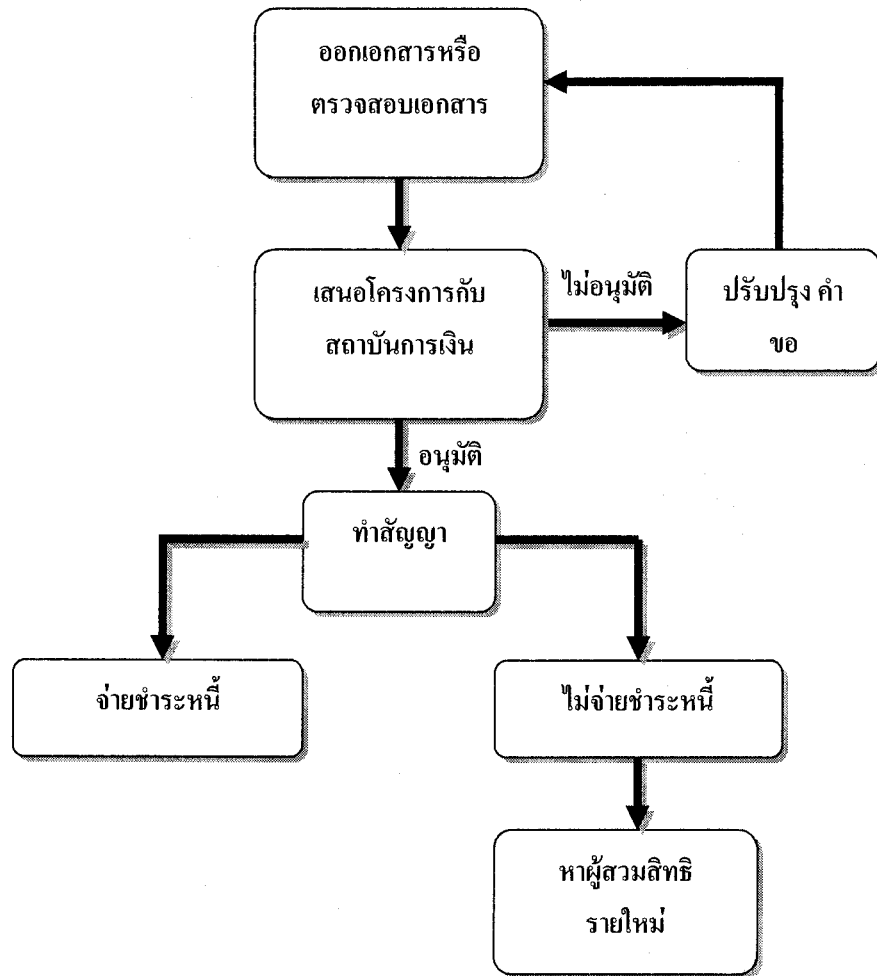 ออกเอกสารหรือ
ตรวจสอบเอกสาร
เสนอโครงการกับ
สถาบันการเงิน
ไม่อนุมัติ
ปรับปรุง คำ
ขอ
อนุมัติ
ทำสัญญา
จ่ายชำระหนี้
ไม่จ่ายชำระหนี้
หาผู้สวมสิทธิ
รายใหม่